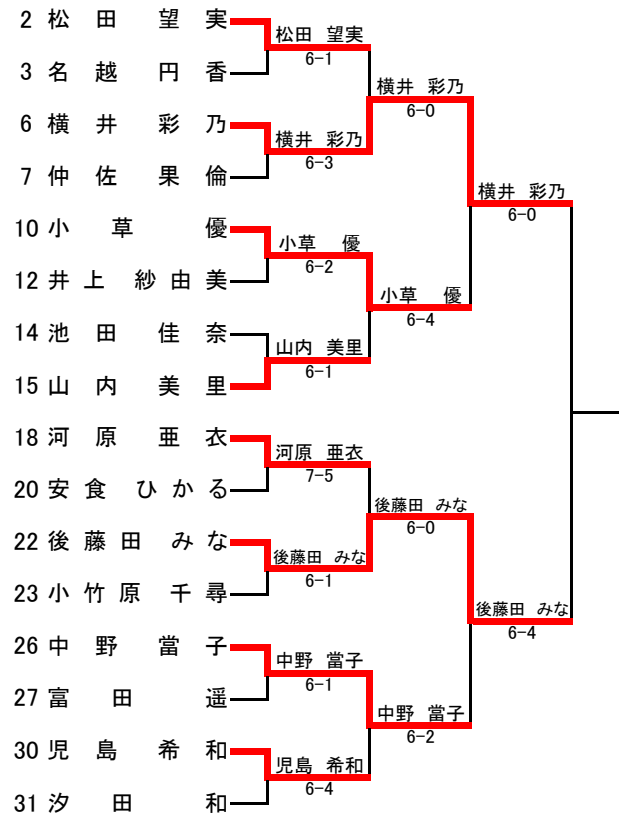 2 松田 望実
松田 望実
6-1
3 名越円香
横井 彩乃
6-0
6 横井 彩乃
横井 彩乃
6-3
7 仲佐 果倫
横井 彩乃
6-0
10 小草 優
小草 優
6-2
12 井上紗由美
小草 優
6-4
14 池田 佳奈
山内 美里
6-1
15 山内 美里
18 河原 亜衣
河原 亜衣
7-5
20 安食 ひかる
後藤田 みな
6-0
22 後藤田 みな
後藤田 みな
6-1
23 小竹原 千尋
後藤田 みな
6-4
26 中野 當子
中野 當子
6-1
27 富田 遥
中野 當子
6-2
30 児島 希和
児島 希和
6-4
31 汐田 和